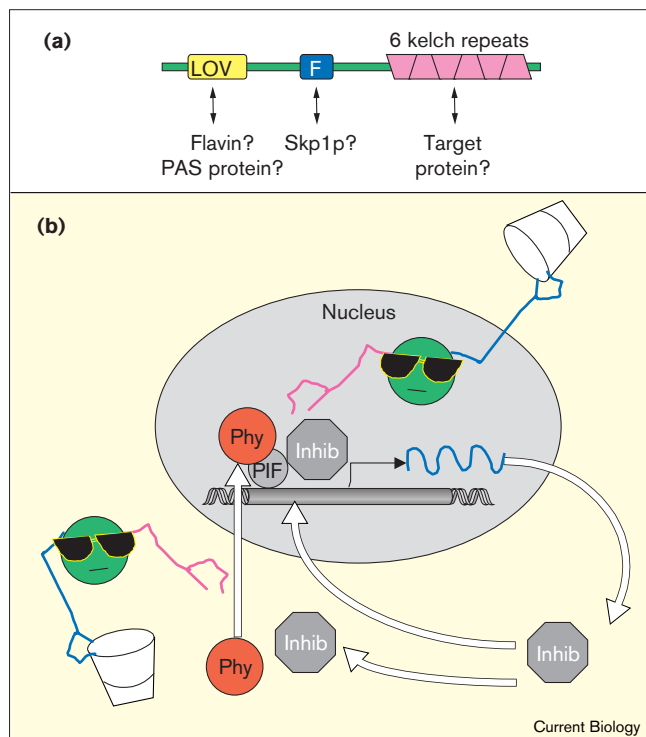 (a)
6 kelch repeats
LOV
F
Flavin?
PAS protein?
Skp1p?
Target
protein?
(b)
Nucleus
Phy
PIF
Inhib
Phy
Inhib
Inhib
Current Biology